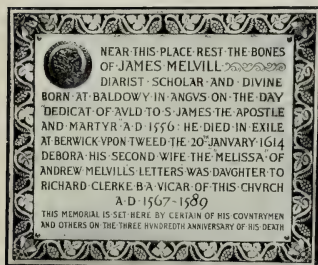 NEAR·THIS·PLACE·REST·THE·BONES
OF·JAMES·MELVILL
DIARIST·SCHOLAR·AND·DIVINE
BORN·AT·BALDOWY·IN·ANGVS·ON·THE·DAY
DEDICAT·OF·AVLD·TO·S·JAMES·THE·APOSTLE
AND·MARTYR·A·D·1556·HE·DIED·IN·EXILE
AT·BERWICK·VPON·TWEED·THE·20TH·JANVARY·1614
DEBORA·HIS·SECOND·WIFE·THE·"MELISSA"·OF
ANDREW·MELVILLS·LETTERS·WAS·DAVGHTER·TO
RICHARD·CLERKE·B·A·VICAR·OF·THIS·CHVRCH
A·D·1567-1589
THIS·MEMORIAL·IS·SET·HERE·BY·CERTAIN·OF·HIS·COVNTRYMEN
AND·OTHERS·ON·THE·THREE·HVNDREDTH·ANNIVERSARY·OF·HIS·DEATH